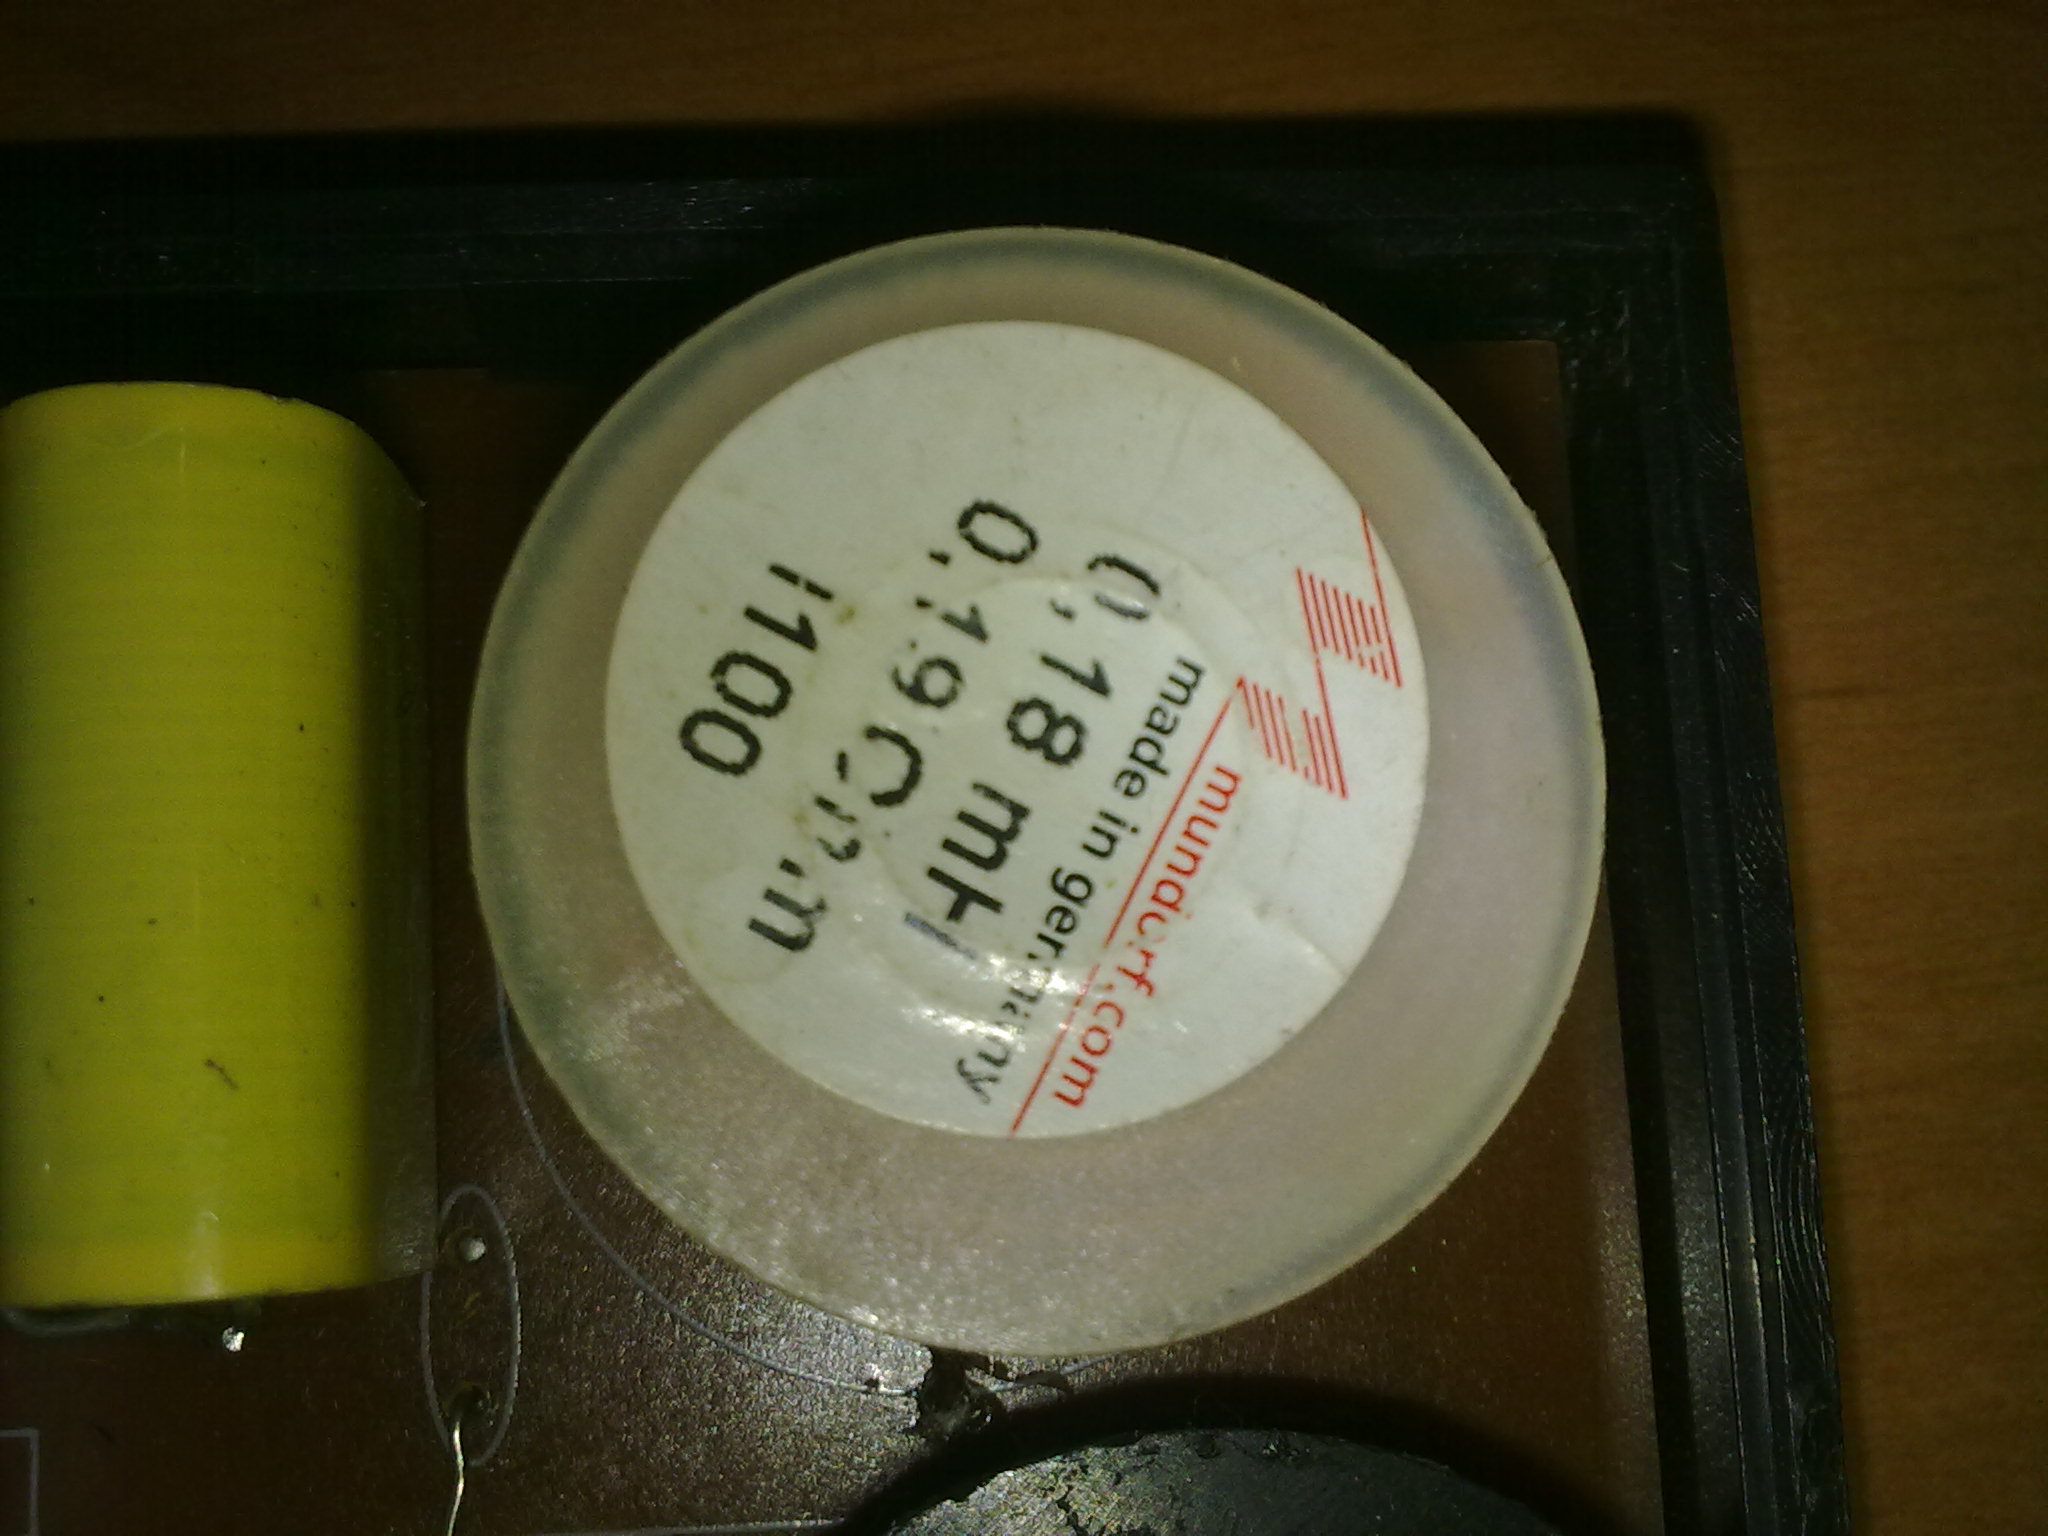 mundorf.com
made in germany
0,18 mH
0,19 Ohm
I100